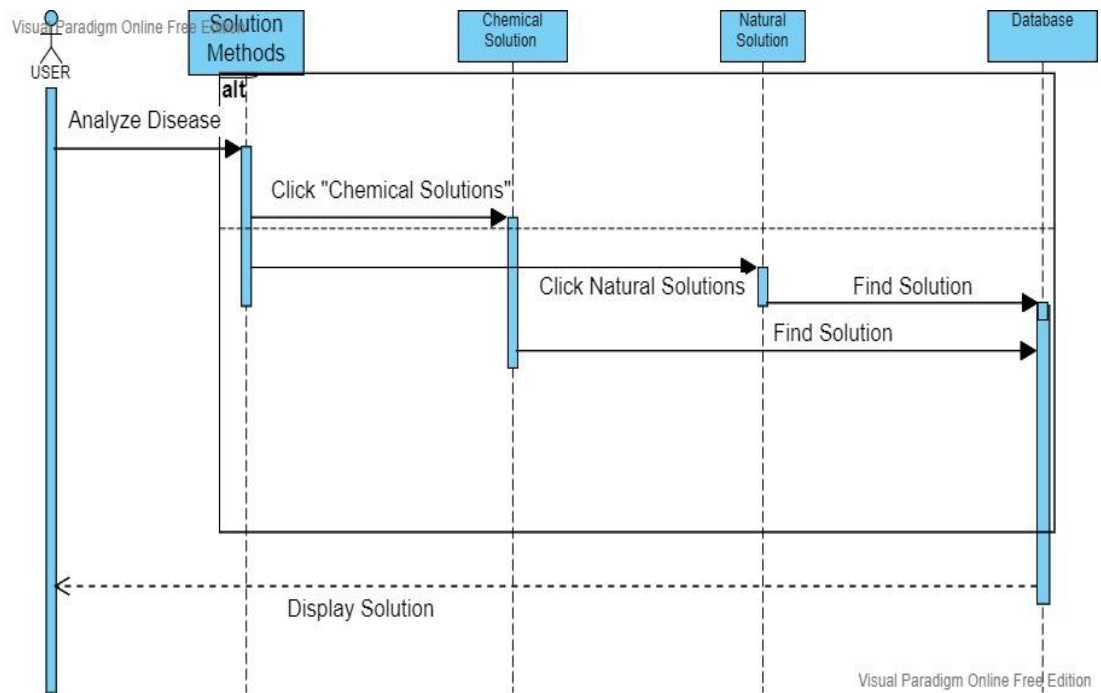 Visual Paradigm Online Free Edition
USER
Solution
Methods
Chemical
Solution
Natural
Solution
Database
alt
Analyze Disease
Click "Chemical Solutions"
Click Natural Solutions
Find Solution
Find Solution
Display Solution
Visual Paradigm Online Free Edition